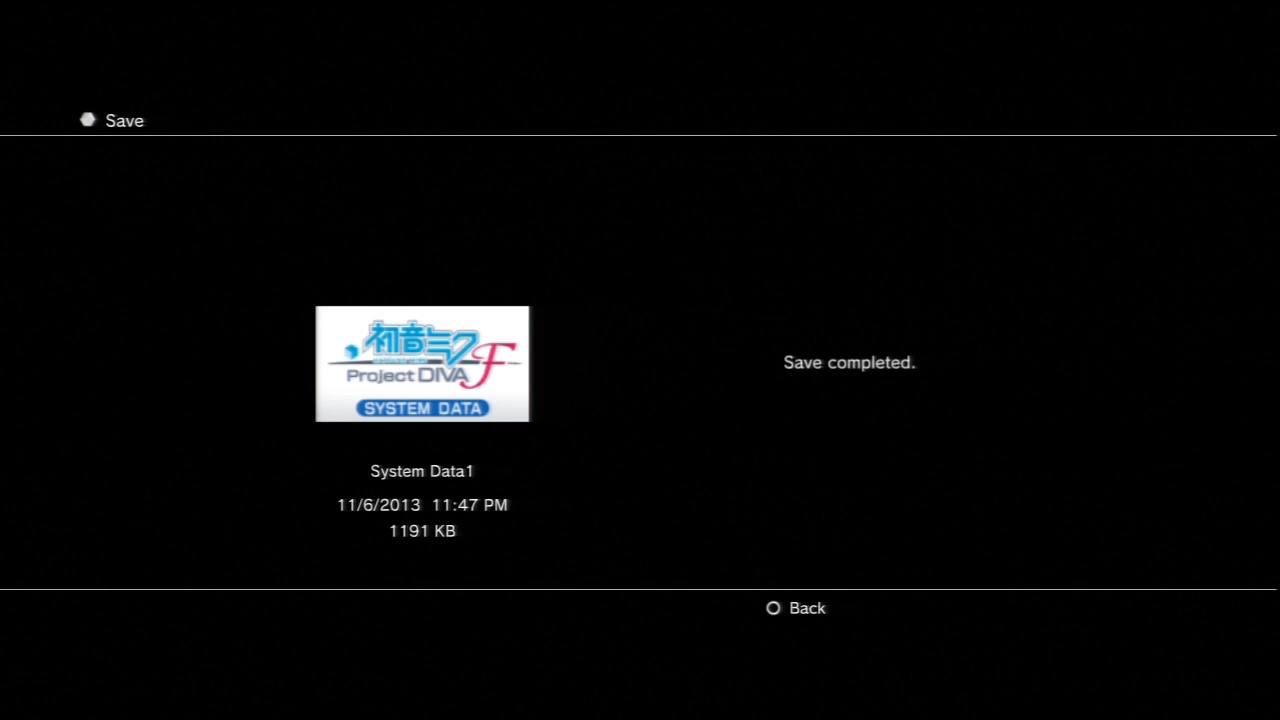 Save
初音ミク
Project DIVA F
SYSTEM DATA
Save completed.
System Data1
11/6/2013 11:47 PM
1191 KB
Back